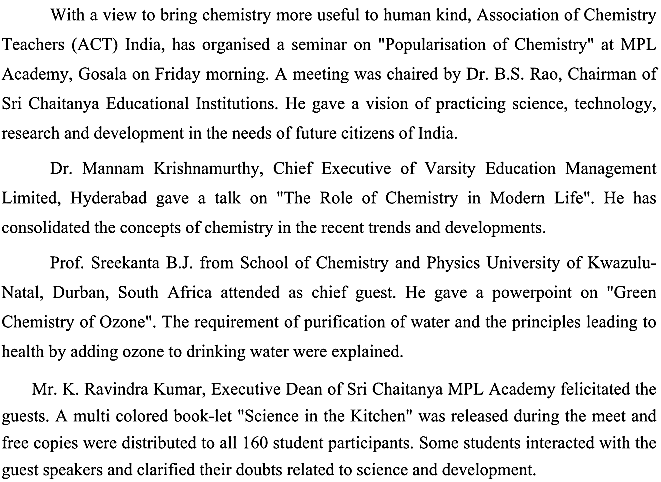 With a view to bring chemistry more useful to human kind, Association of Chemistry
Teachers (ACT) India, has organised a seminar on "Popularisation of Chemistry" at MPL
Academy, Gosala on Friday morning. A meeting was chaired by Dr. B.S. Rao, Chairman of
Sri Chaitanya Educational Institutions. He gave a vision of practicing science, technology,
research and development in the needs of future citizens of India.
Dr. Mannam Krishnamurthy, Chief Executive of Varsity Education Management
Limited, Hyderabad gave a talk on "The Role of Chemistry in Modern Life". He has
consolidated the concepts of chemistry in the recent trends and developments.
Prof. Sreekanta B.J. from School of Chemistry and Physics University of Kwazulu-
Natal, Durban, South Africa attended as chief guest. He gave a powerpoint on "Green
Chemistry of Ozone". The requirement of purification of water and the principles leading to
health by adding ozone to drinking water were explained.
Mr. K. Ravindra Kumar, Executive Dean of Sri Chaitanya MPL Academy felicitated the
guests. A multi colored book-let "Science in the Kitchen" was released during the meet and
free copies were distributed to all 160 student participants. Some students interacted with the
guest speakers and clarified their doubts related to science and development.